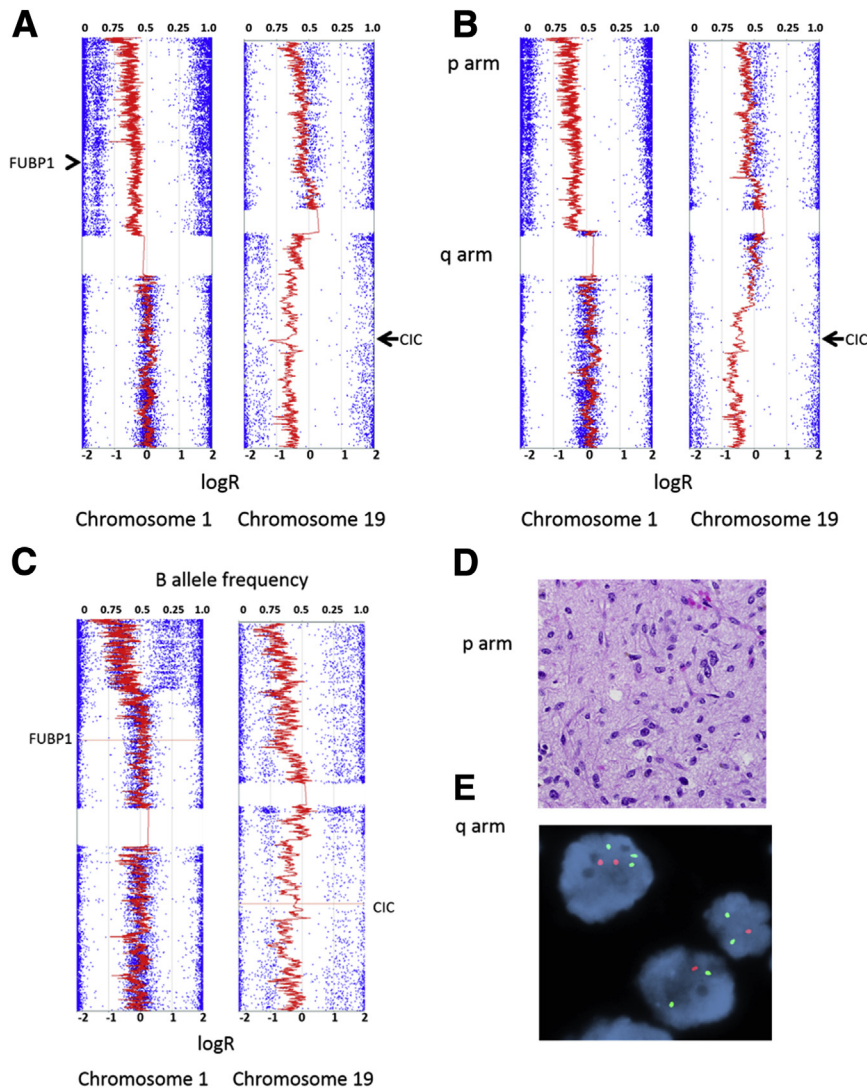 A
B
0 0.75 0.5 0.25 1.0
0 0.75 0.5 0.25 1.0
0 0.75 0.5 0.25 1.0
0 0.75 0.5 0.25 1.0
p arm
FUBP1
q arm
CIC
CIC
-2 -1 0 1 2
-2 -1 0 1 2
-2 -1 0 1 2
-2 -1 0 1 2
logR
logR
Chromosome 1
Chromosome 19
Chromosome 1
Chromosome 19
C
B allele frequency
0 0.75 0.5 0.25 1.0
0 0.75 0.5 0.25 1.0
D
p arm
FUBP1
E
q arm
CIC
-2 -1 0 1 2
-2 -1 0 1 2
logR
Chromosome 1
Chromosome 19